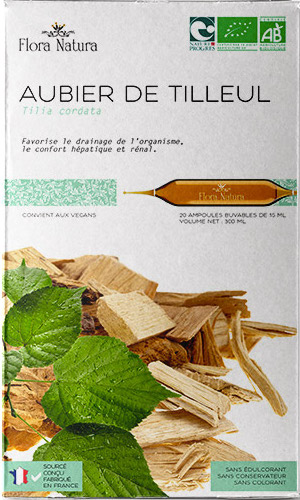 Flora Natura
NATURE & PROGRÈS
AB
AUBIER DE TILLEUL
Tilia cordata
Favorise le drainage de l'organisme,
le confort hépatique et rénal.
Flora Natura
CONVIENT AUX VEGANS
20 AMPOULES BUVABLES DE 15 ML
VOLUME NET : 300 ML
SOURCÉ
CONÇU
FABRIQUÉ
EN FRANCE
SANS ÉDULCORANT
SANS CONSERVATEUR
SANS COLORANT